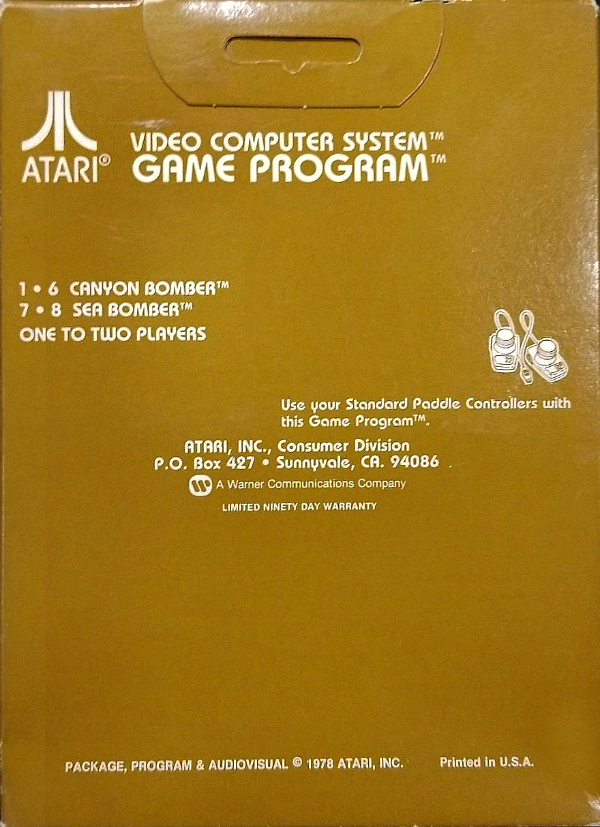 ATARI®
VIDEO COMPUTER SYSTEM™
GAME PROGRAM™
1 • 6 CANYON BOMBER™
7 • 8 SEA BOMBER™
ONE TO TWO PLAYERS
Use your Standard Paddle Controllers with
this Game Program™.
ATARI, INC., Consumer Division
P.O. Box 427 • Sunnyvale, CA. 94086
A Warner Communications Company
LIMITED NINETY DAY WARRANTY
PACKAGE, PROGRAM & AUDIOVISUAL © 1978 ATARI, INC. Printed in U.S.A.